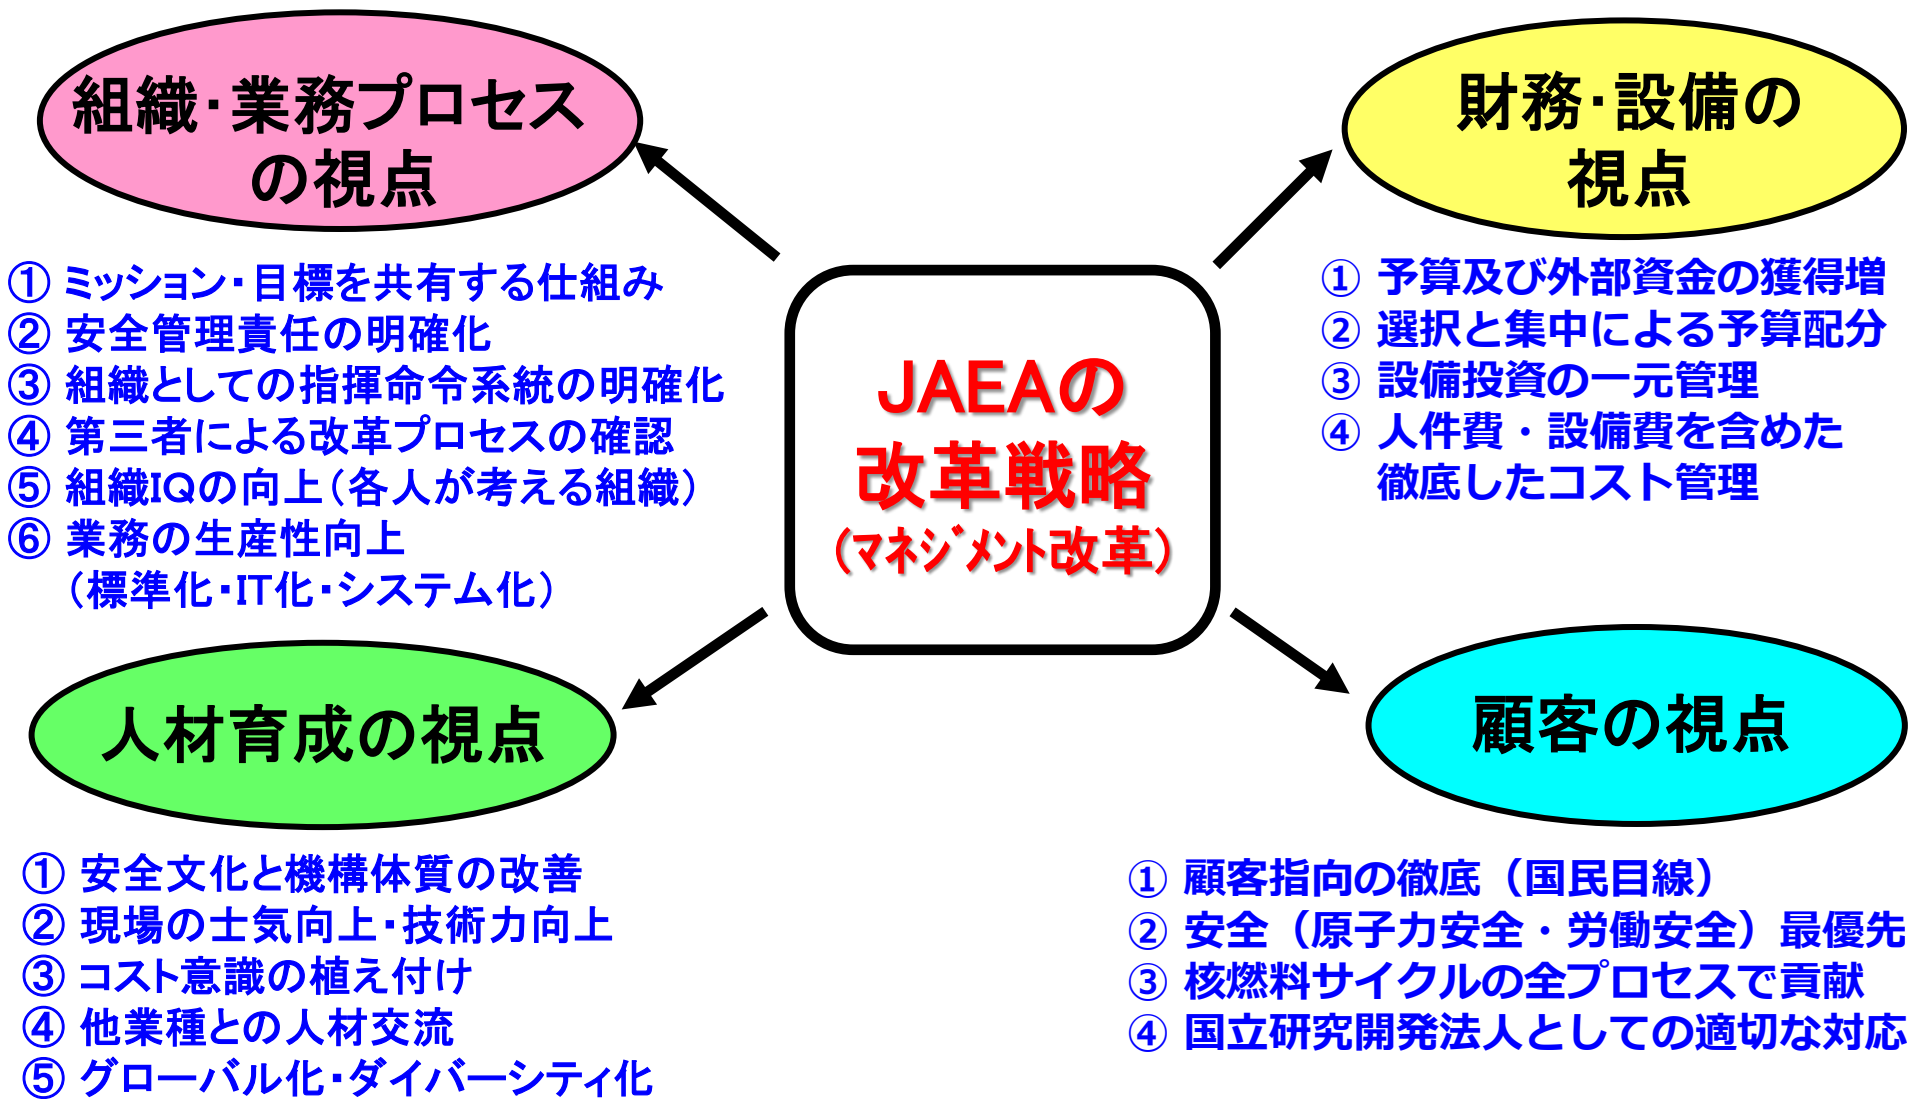 組織・業務プロセス
の視点
① ミッション・目標を共有する仕組み
② 安全管理責任の明確化
③ 組織としての指揮命令系統の明確化
④ 第三者による改革プロセスの確認
⑤ 組織IQの向上（各人が考える組織）
⑥ 業務の生産性向上
（標準化・IT化・システム化）
財務・設備の
視点
① 予算及び外部資金の獲得増
② 選択と集中による予算配分
③ 設備投資の一元管理
④ 人件費・設備費を含めた
徹底したコスト管理
JAEAの
改革戦略
（ﾏﾈｼﾞﾒﾝﾄ改革）
人材育成の視点
① 安全文化と機構体質の改善
② 現場の士気向上・技術力向上
③ コスト意識の植え付け
④ 他業種との人材交流
⑤ グローバル化・ダイバーシティ化
顧客の視点
① 顧客指向の徹底（国民目線）
② 安全（原子力安全・労働安全）最優先
③ 核燃料サイクルの全プロセスで貢献
④ 国立研究開発法人としての適切な対応